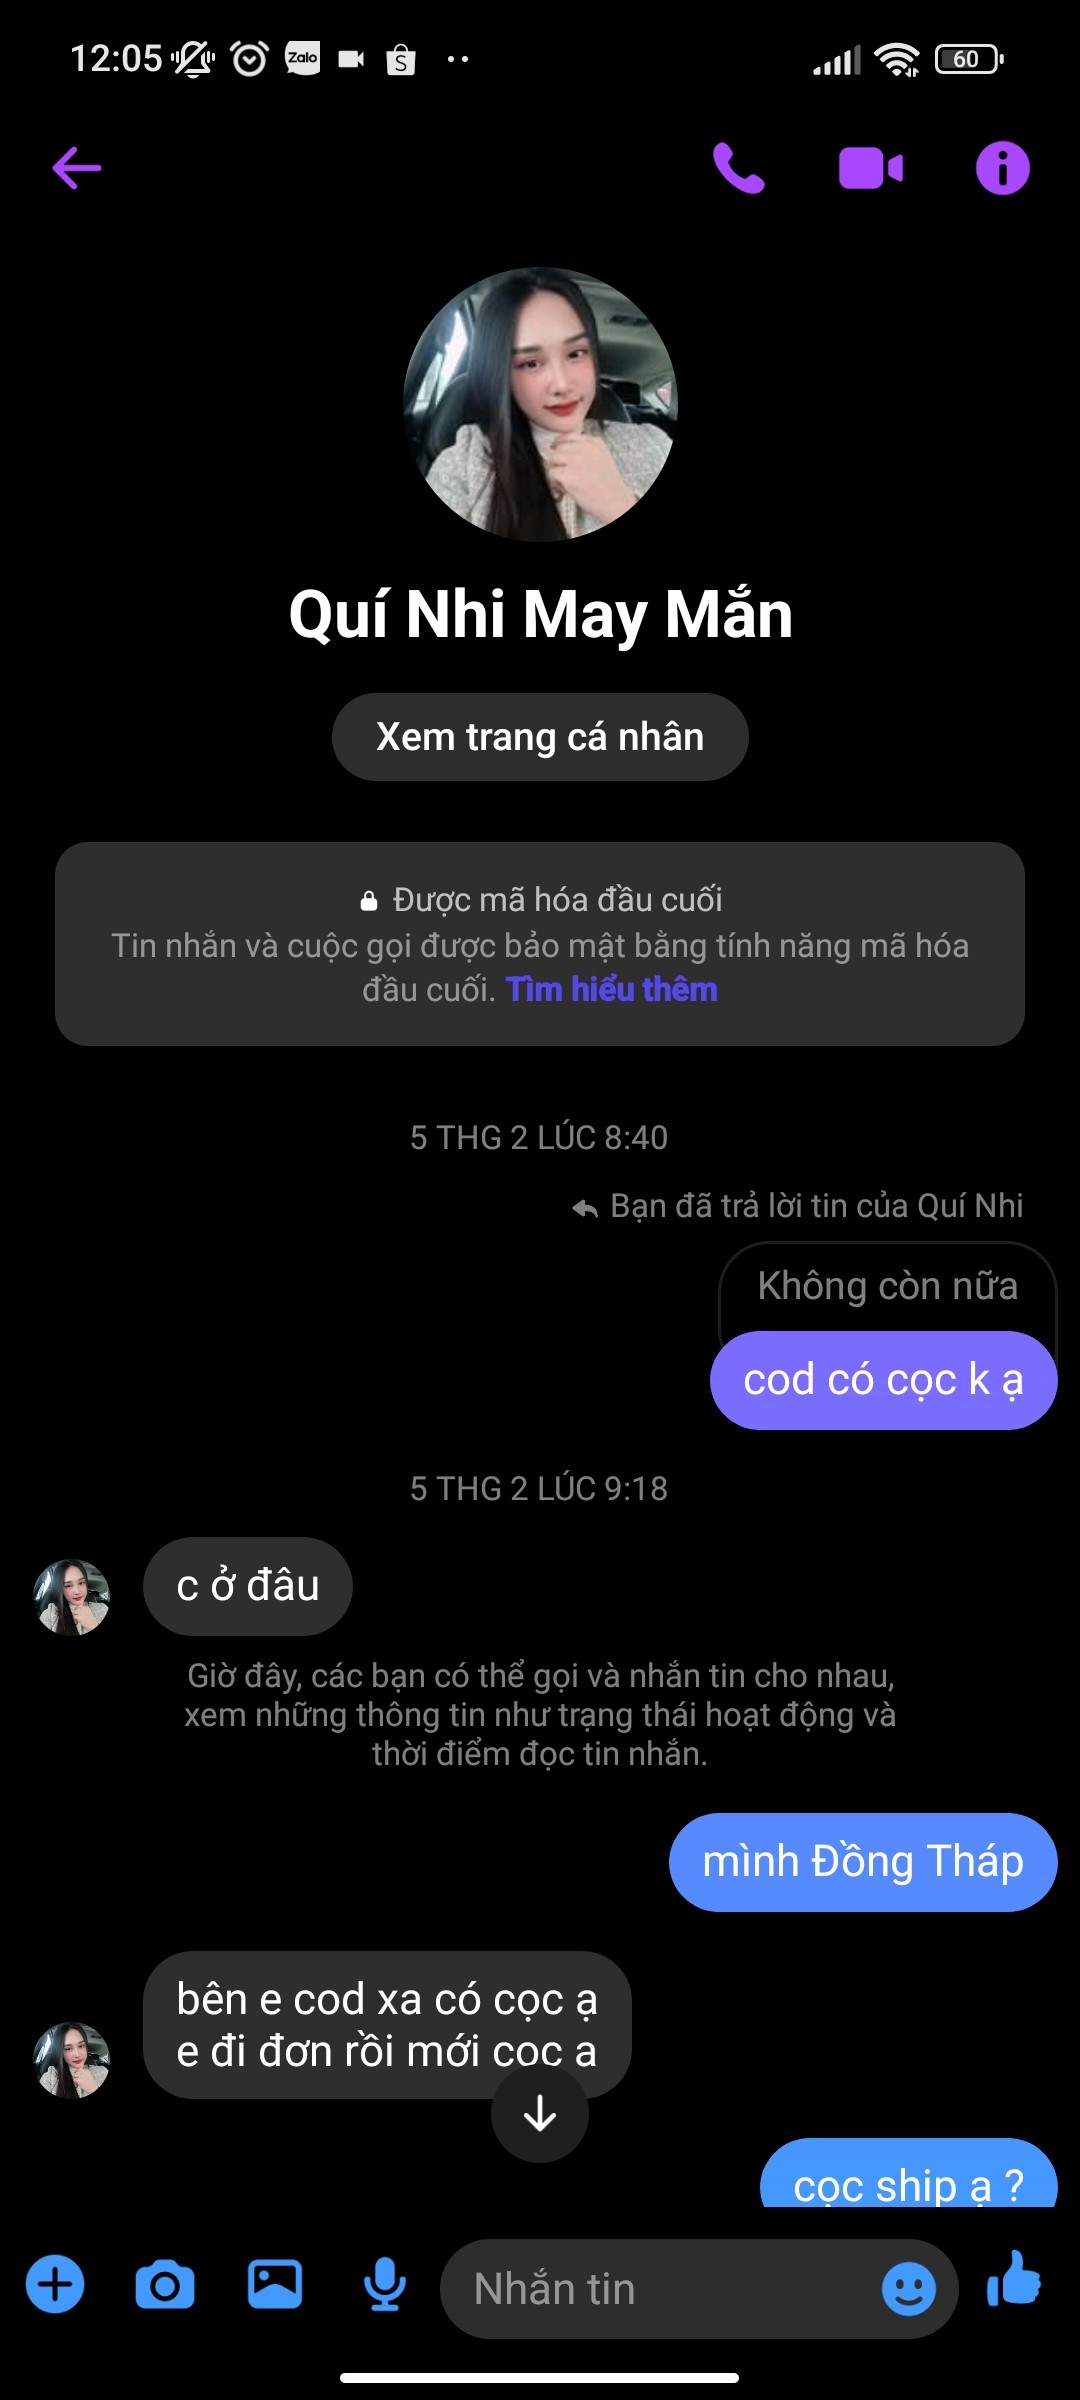 12:05
Zalo
S
60
Quí Nhi May Mắn
Xem trang cá nhân
Được mã hóa đầu cuối
Tin nhắn và cuộc gọi được bảo mật bằng tính năng mã hóa
đầu cuối. Tìm hiểu thêm
5 THG 2 LÚC 8:40
Bạn đã trả lời tin của Quí Nhi
Không còn nữa
cod có cọc k ạ
5 THG 2 LÚC 9:18
c ở đâu
Giờ đây, các bạn có thể gọi và nhắn tin cho nhau,
xem những thông tin như trạng thái hoạt động và
thời điểm đọc tin nhắn.
mình Đồng Tháp
bên e cod xa có cọc ạ
e đi đơn rồi mới cọc ạ
cọc ship ạ ?
Nhắn tin